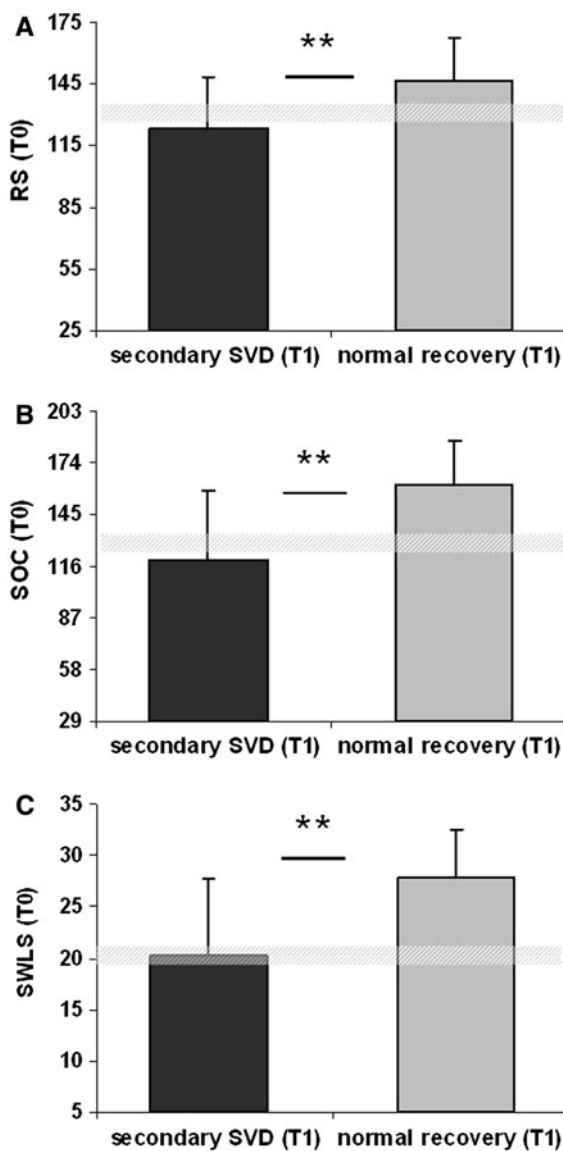 A
RS (T0)
175
145
115
85
55
25
**
secondary SVD (T1) normal recovery (T1)
B
SOC (T0)
203
174
145
116
87
58
29
**
secondary SVD (T1) normal recovery (T1)
C
SWLS (T0)
35
30
25
20
15
10
5
**
secondary SVD (T1) normal recovery (T1)